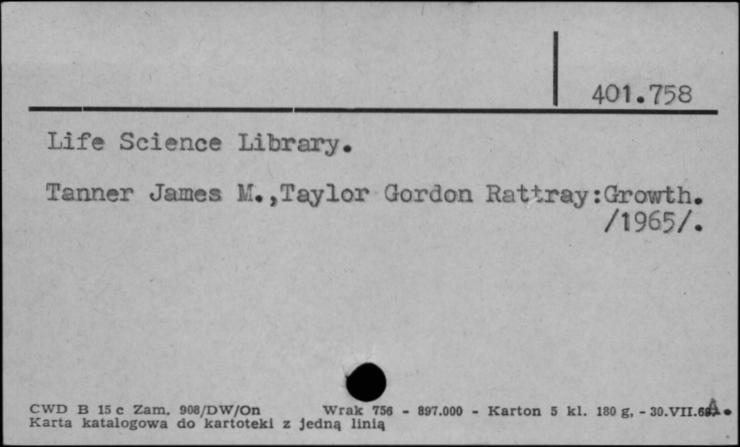 401.758
Life Science Library.
Tanner James M.,Taylor Gordon Rattray:Growth.
/1965/.
CWD B 15 c Zam. 908/DW/On Wrak 756 - 897.000 - Karton 5 kl. 180 g. - 30.VII.
Karta katalogowa do kartoteki z jedną linią